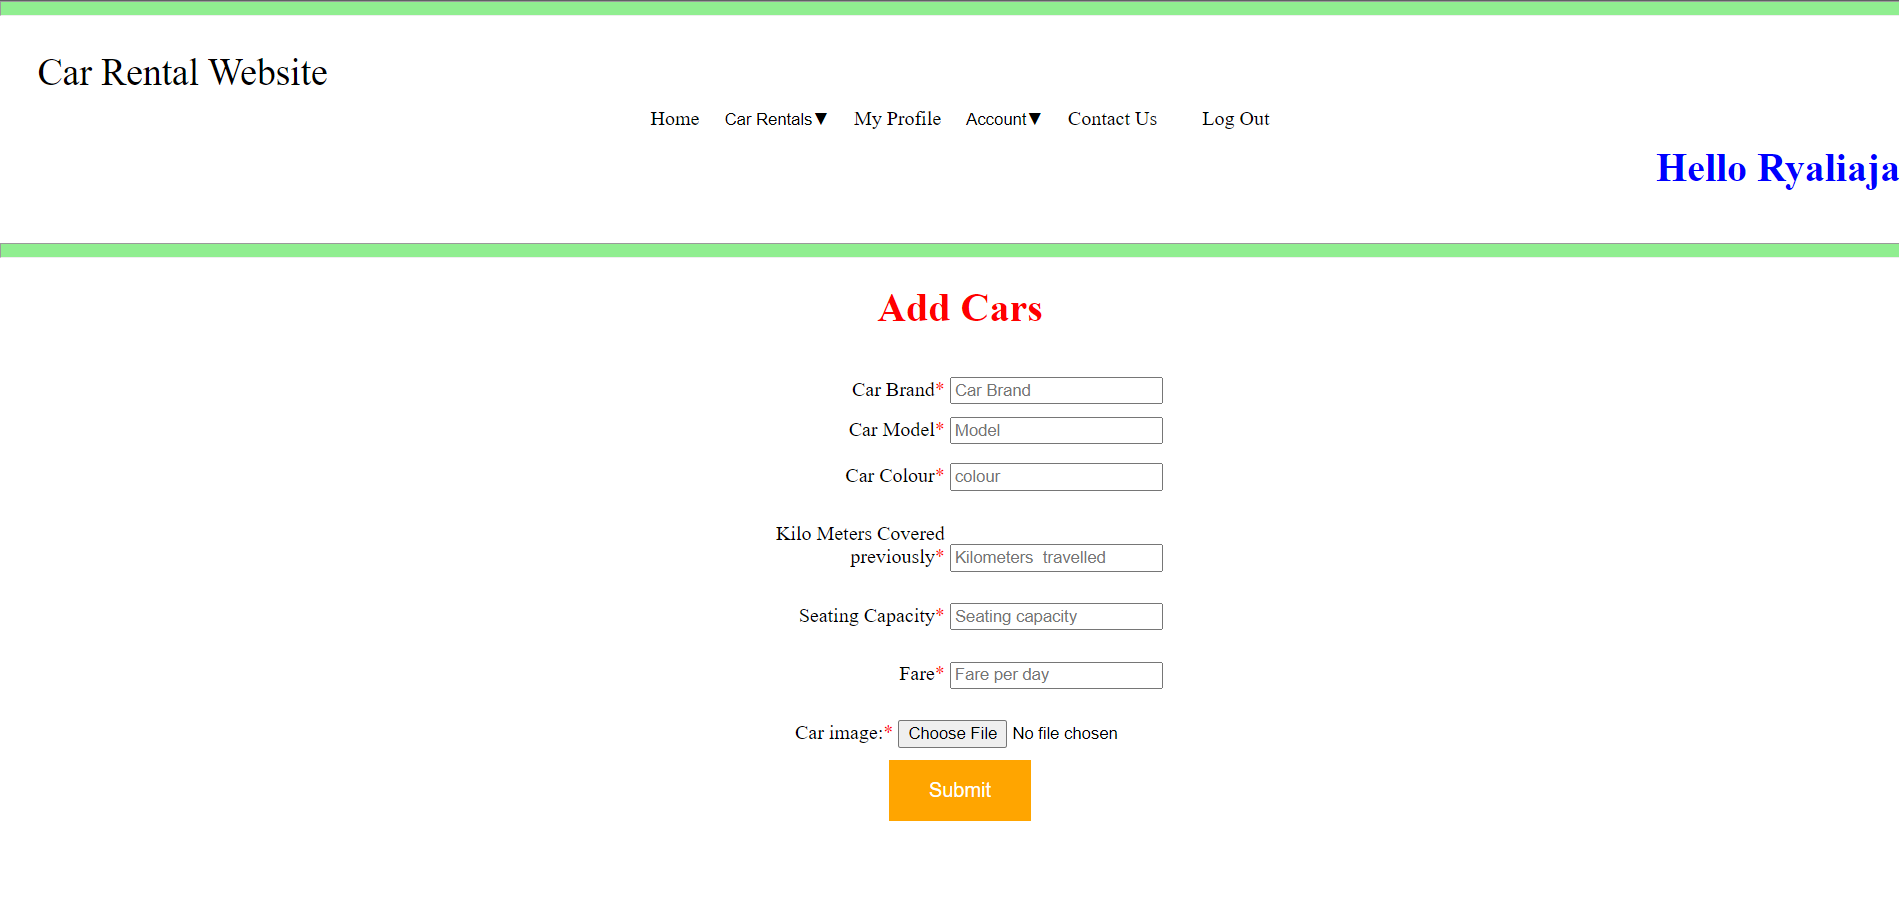 Car Rental Website
Home Car Rentals▼ My Profile Account▼ Contact Us Log Out
Hello Ryaliaja
Add Cars
Car Brand* Car Brand
Car Model* Model
Car Colour* colour
Kilo Meters Covered
previously* Kilometers travelled
Seating Capacity* Seating capacity
Fare* Fare per day
Car image:* Choose File No file chosen
Submit